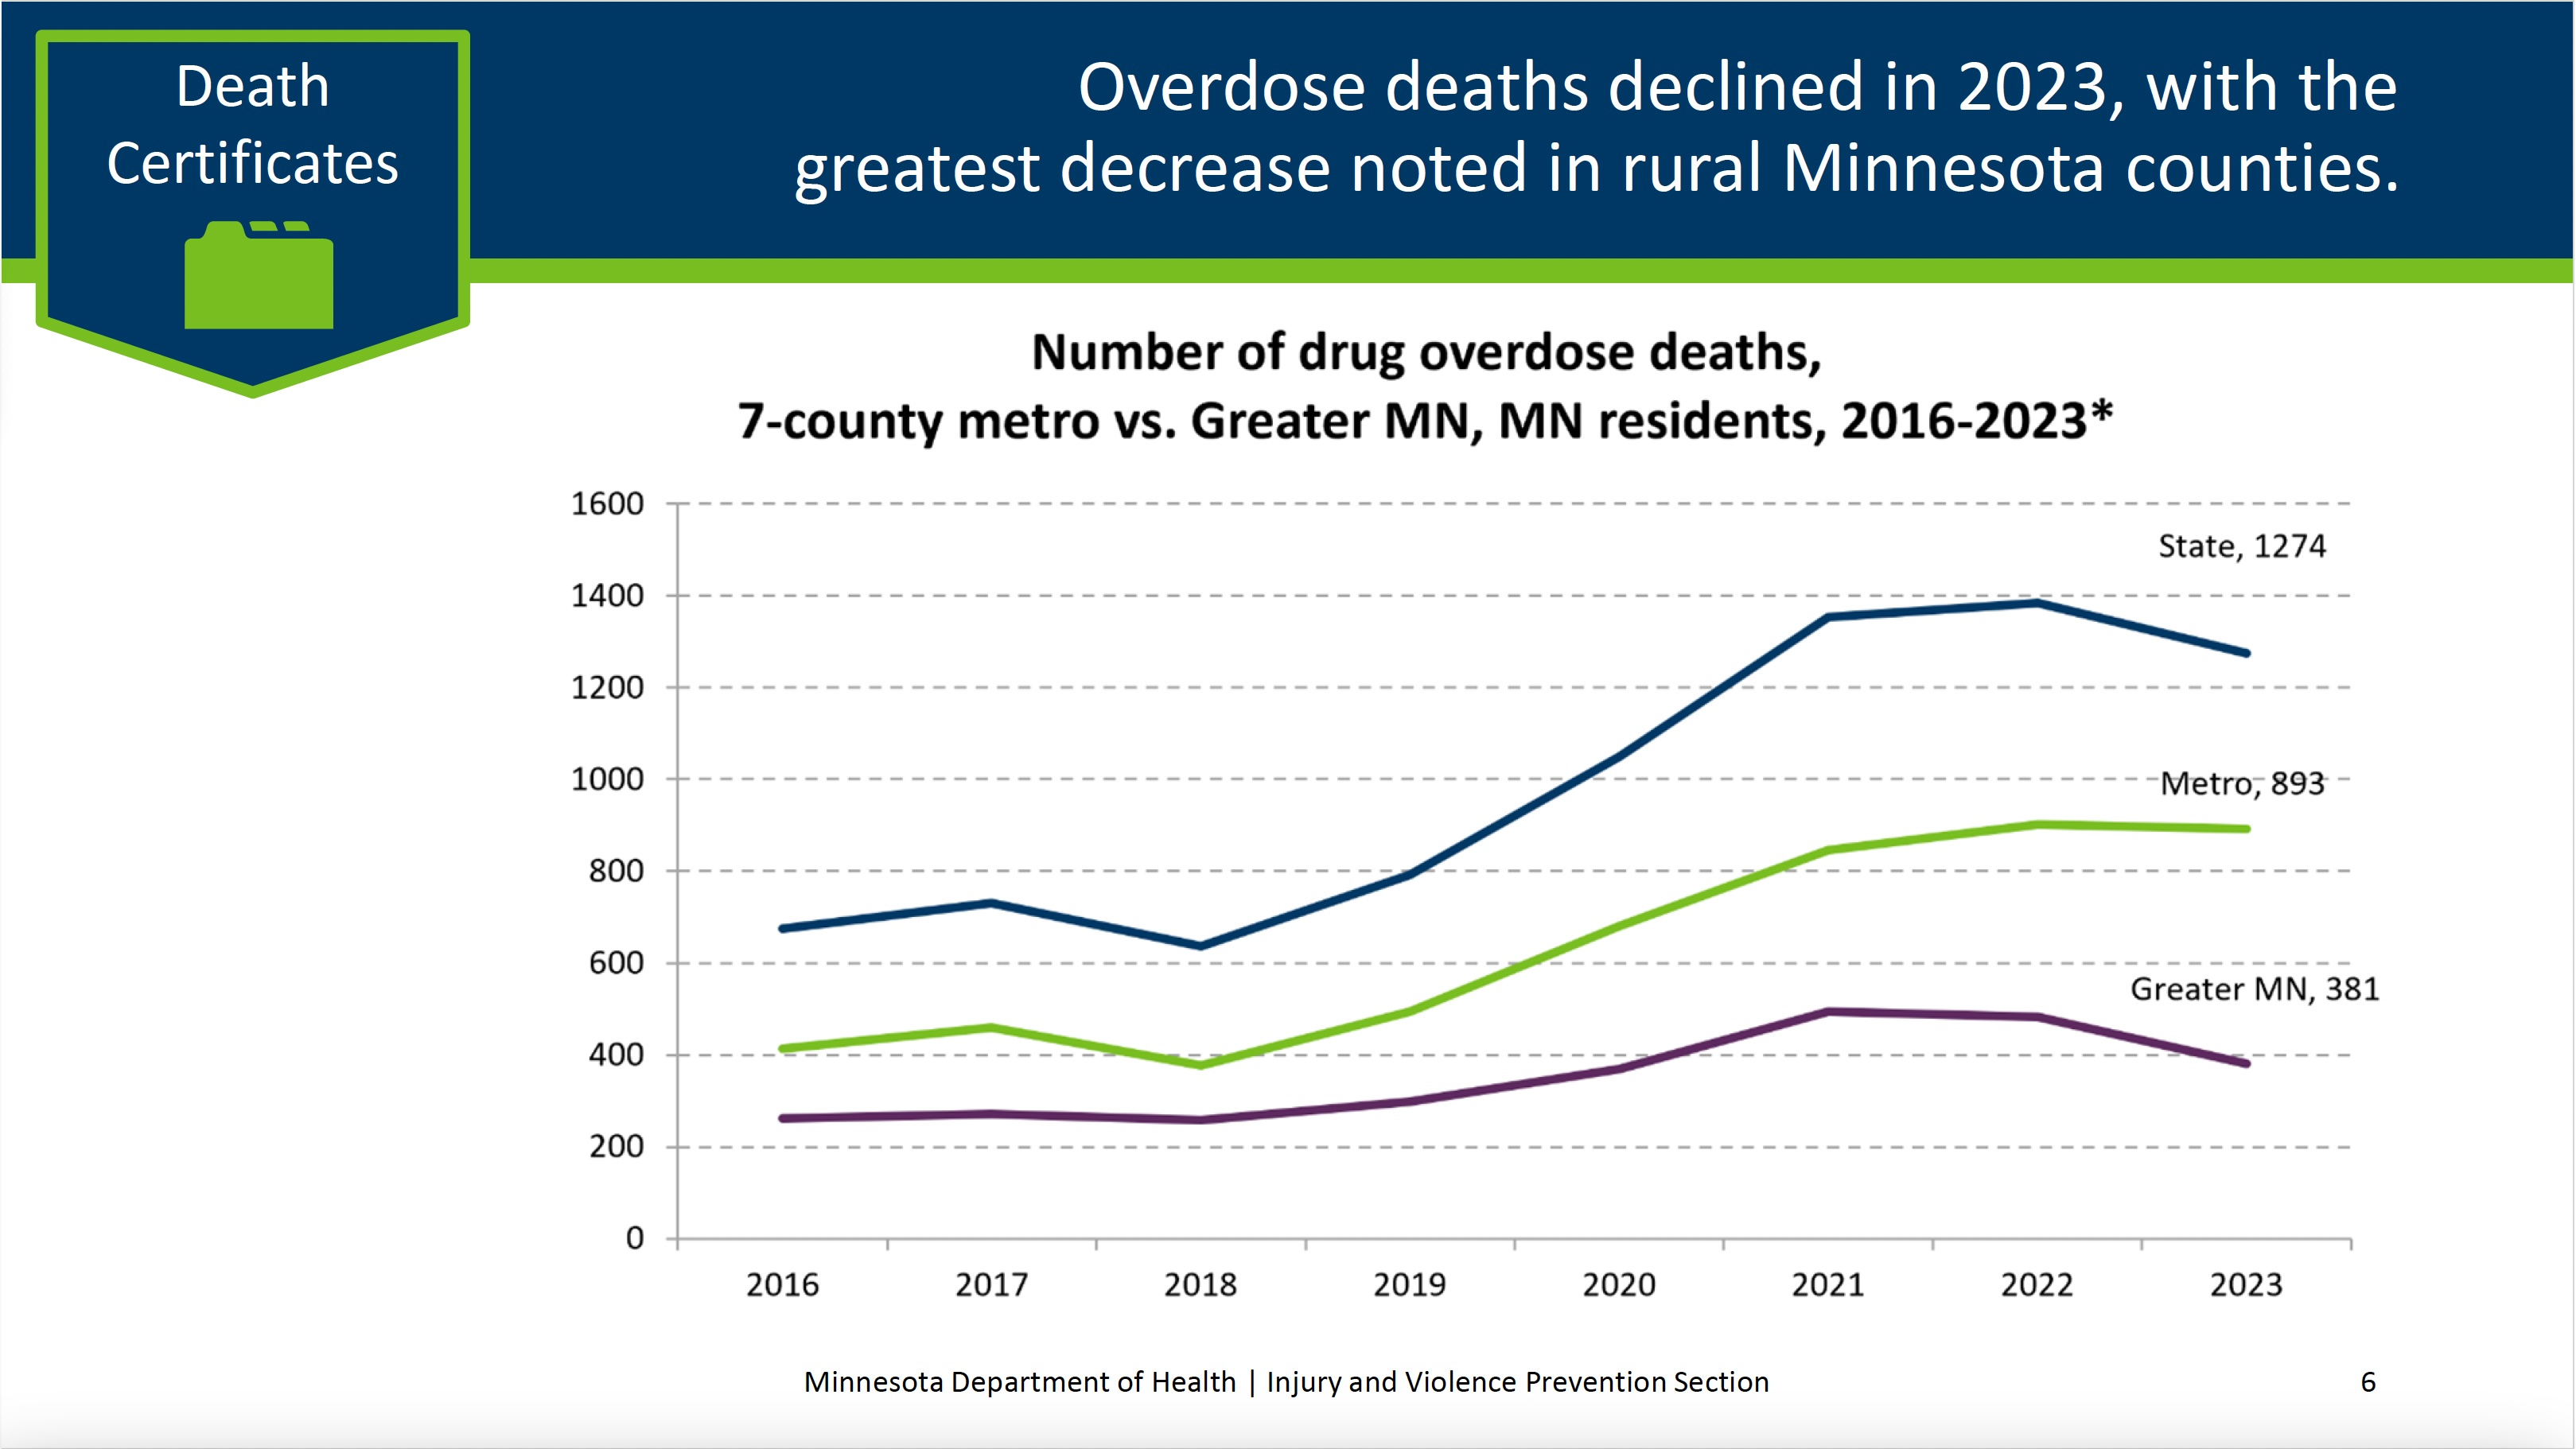 Death
Certificates
Overdose deaths declined in 2023, with the
greatest decrease noted in rural Minnesota counties.
Number of drug overdose deaths,
7-county metro vs. Greater MN, MN residents, 2016-2023*
1600
1400
1200
1000
800
600
400
200
0
State, 1274
Metro, 893
Greater MN, 381
2016 2017 2018 2019 2020 2021 2022 2023
Minnesota Department of Health | Injury and Violence Prevention Section
6